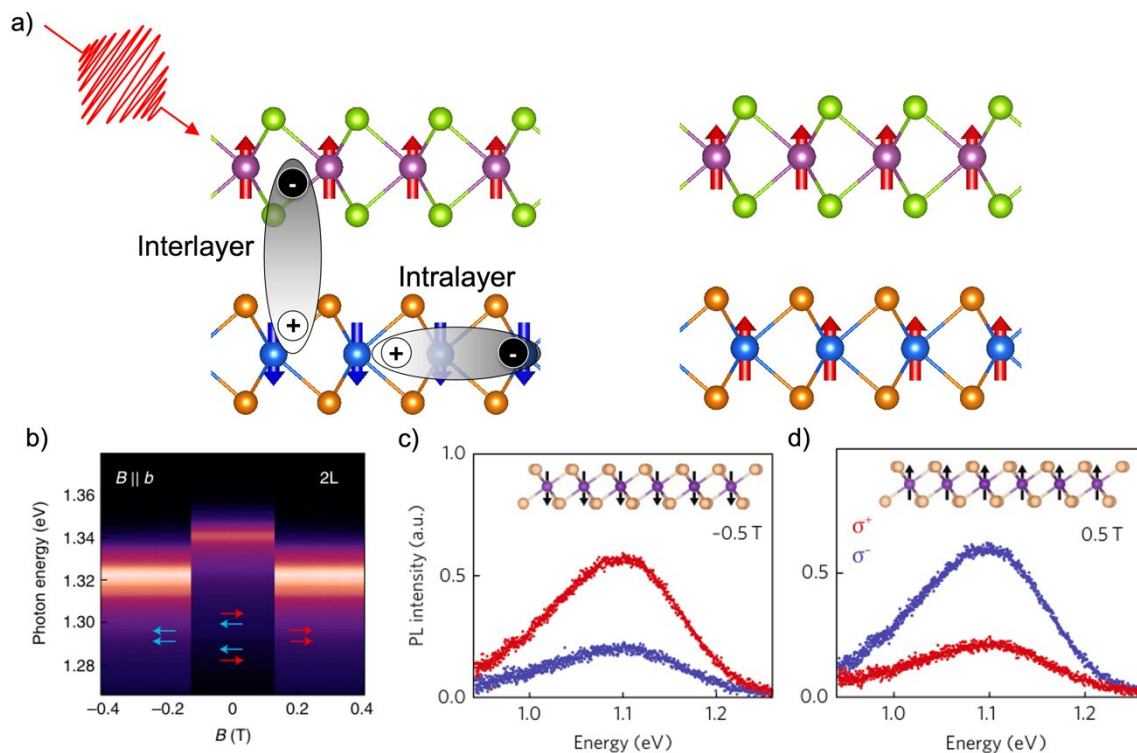 a)
-
Interlayer
Intralayer
+
+
-
b)
c)
d)
B || b
2L
1.36
1.34
1.32
1.30
1.28
Photon energy (eV)
–0.4
–0.2
0
0.2
0.4
B (T)
1.0
0.5
0.0
PL intensity (a.u.)
−0.5 T
1.0
1.1
1.2
Energy (eV)
σ+
σ-
0.5 T
0.5
0.0
1.0
1.1
1.2
Energy (eV)